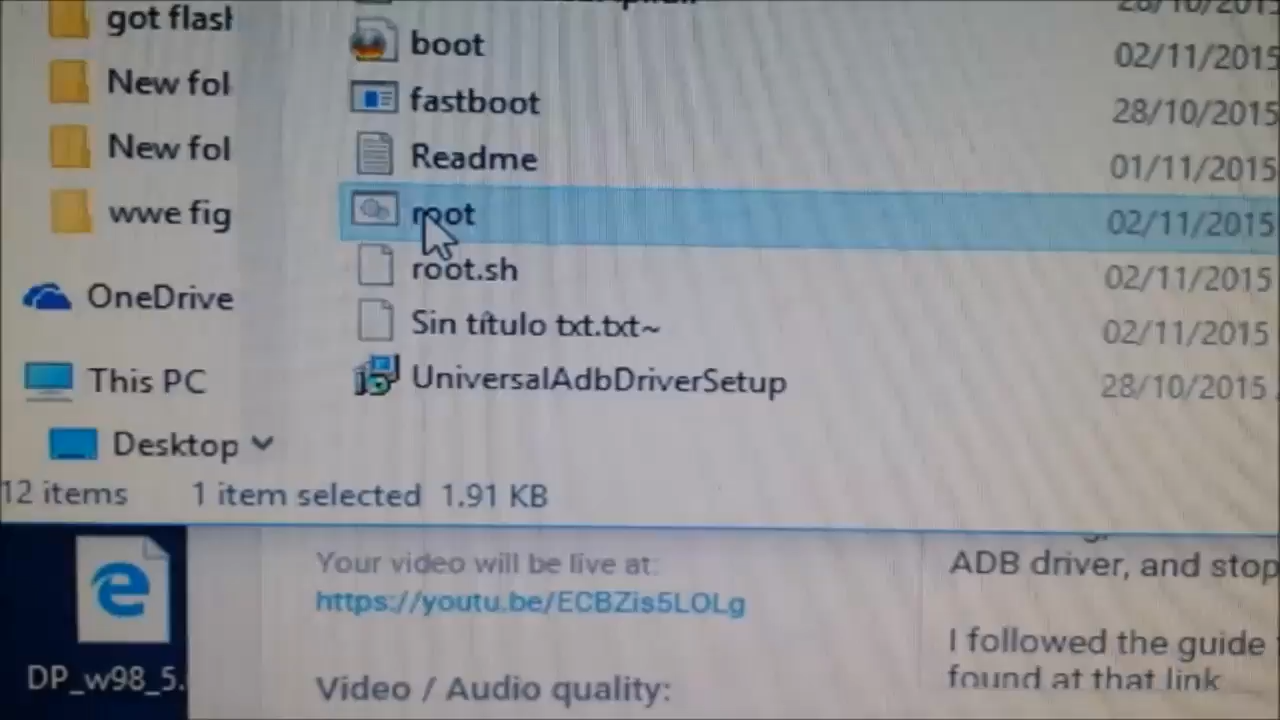 got flash
New fol
New fol
wwe fig
OneDrive
This PC
Desktop
boot 02/11/2015
fastboot 28/10/2015
Readme 01/11/2015
root 02/11/2015
root.sh 02/11/2015
Sin título txt.txt~ 02/11/2015
UniversalAdbDriverSetup 28/10/2015
12 items 1 item selected 1.91 KB
DP_w98_5.
Your video will be live at:
https://youtu.be/ECBZis5LOLg
Video / Audio quality:
ADB driver, and stop
I followed the guide
found at that link